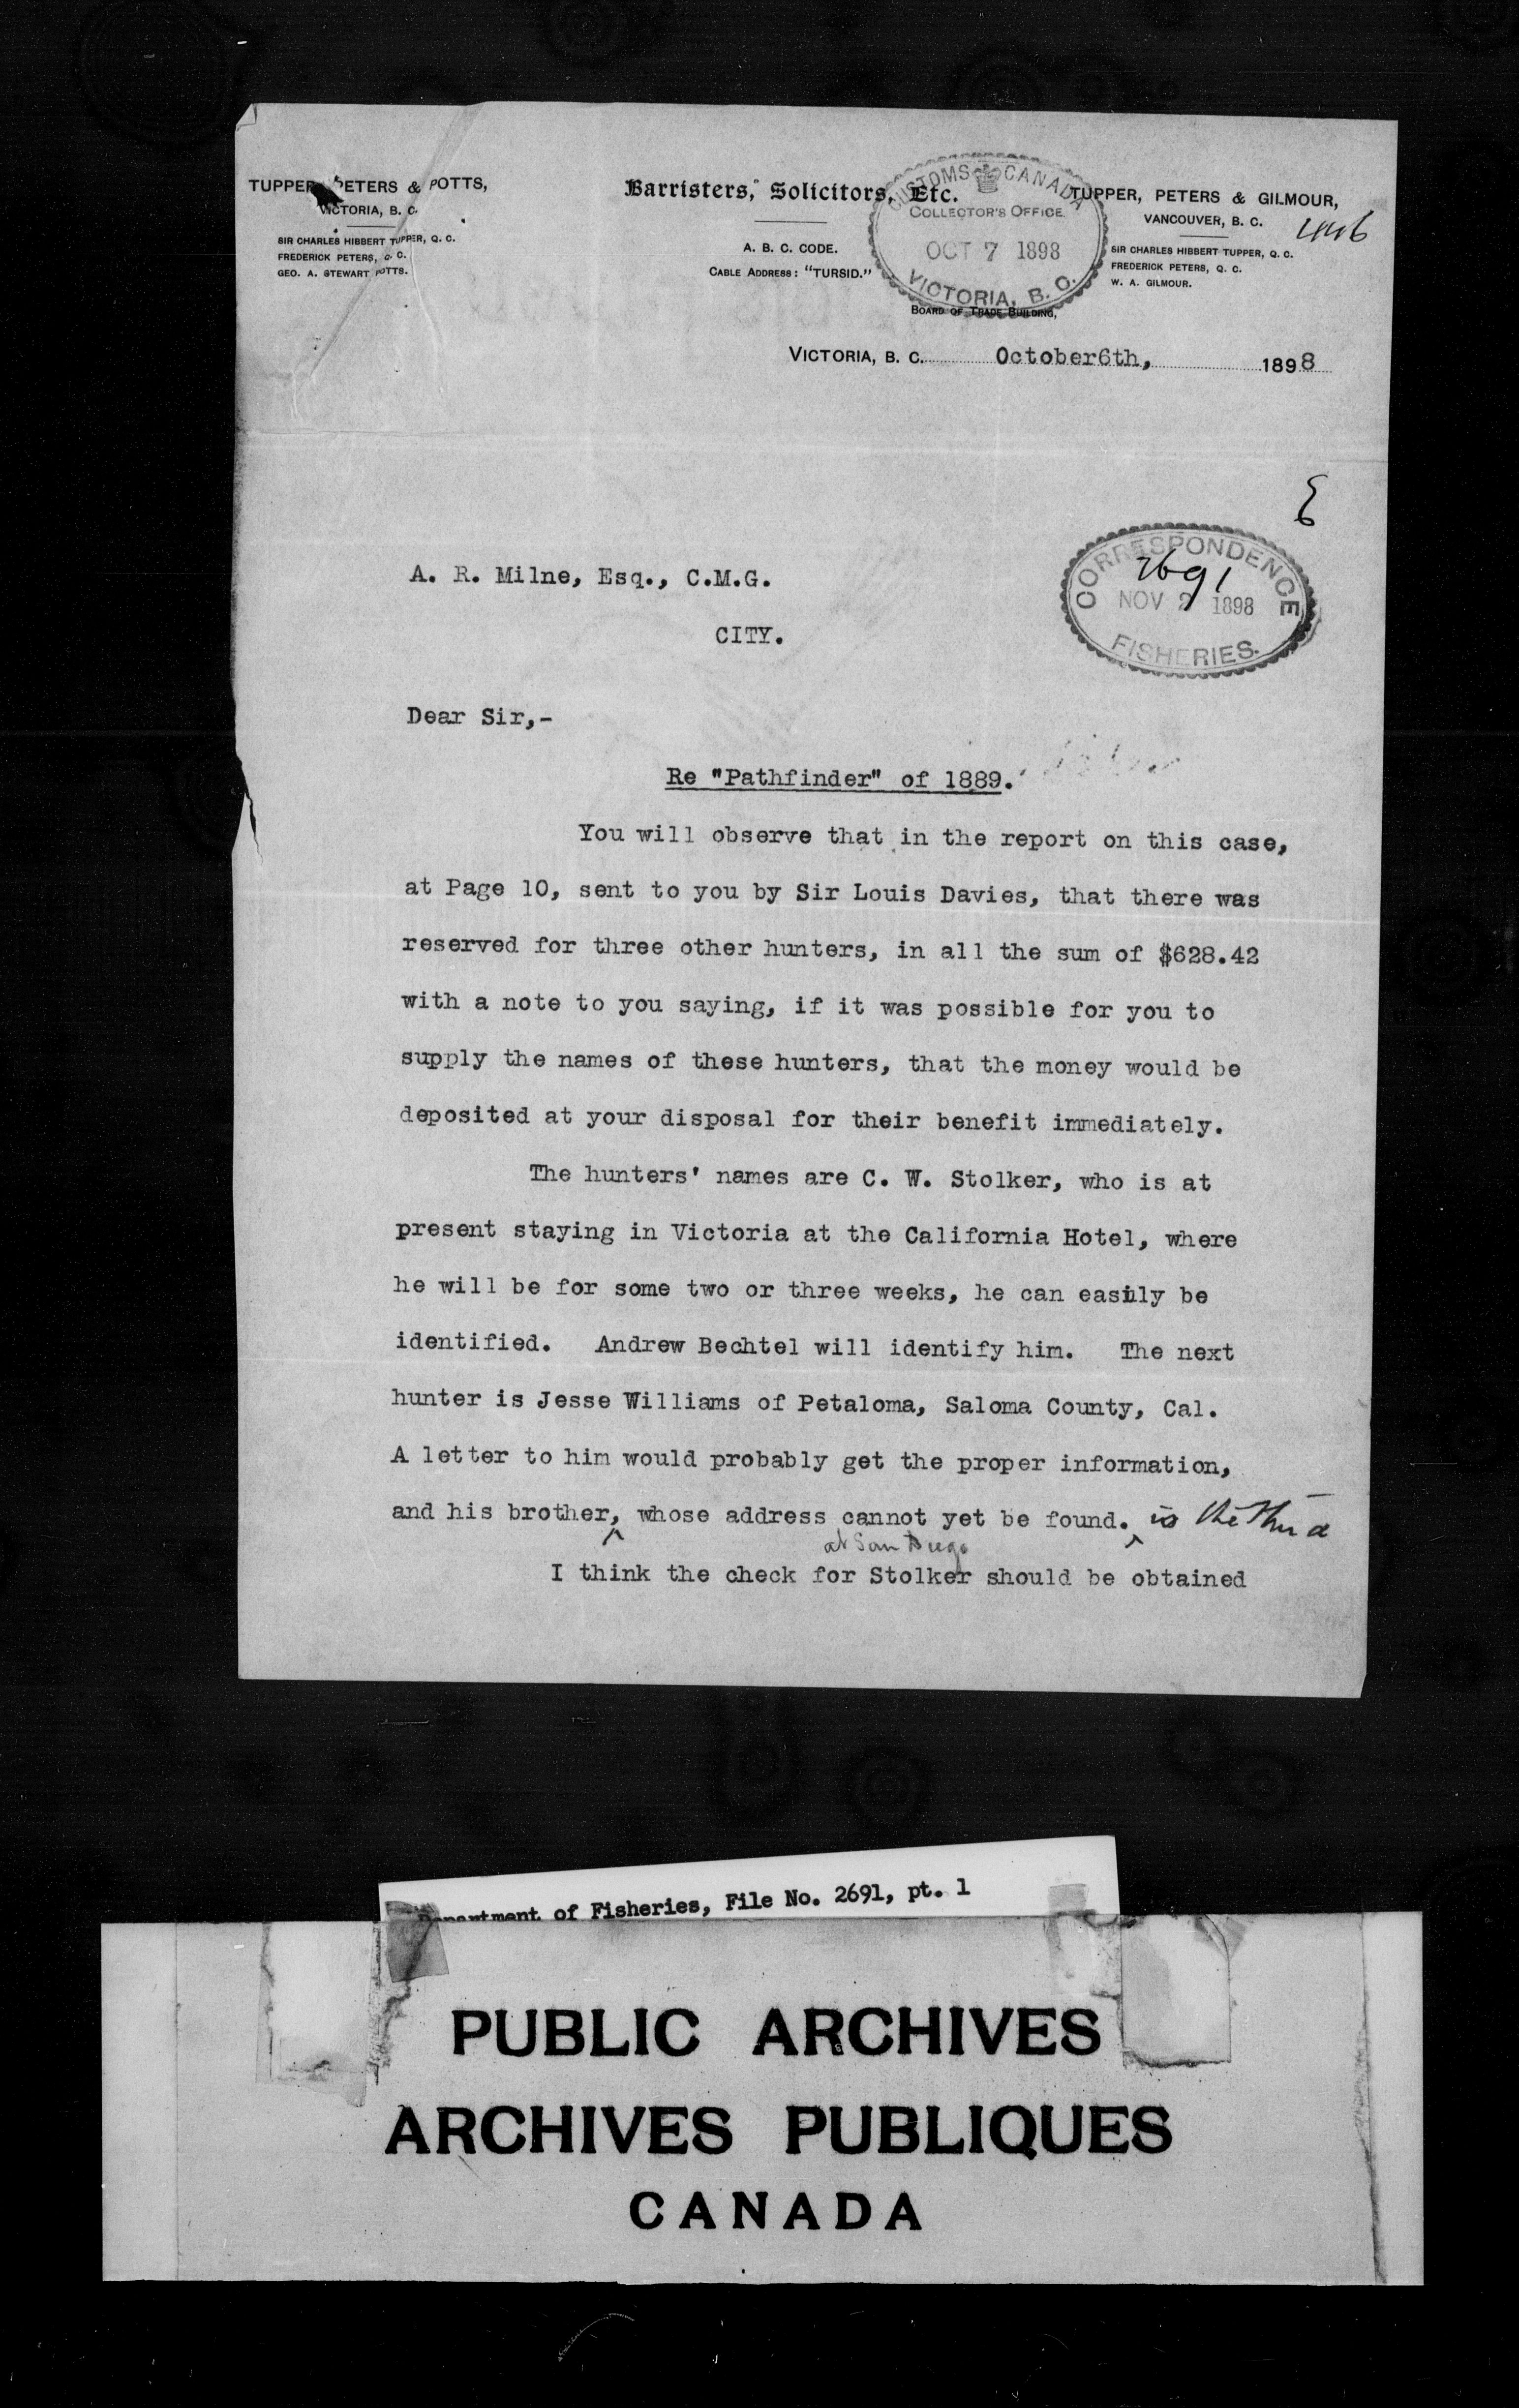 TUPPER, PETERS & POTTS,
VICTORIA, B. C.
SIR CHARLES HIBBERT TUPPER, Q. C.
FREDERICK PETERS, Q. C.
GEO. A. STEWART POTTS.
Barristers, Solicitors, Etc.
A. B. C. CODE.
CABLE ADDRESS: "TURSID."
TUPPER, PETERS & GILMOUR,
VANCOUVER, B. C.
SIR CHARLES HIBBERT TUPPER, Q. C.
FREDERICK PETERS, Q. C.
W. A. GILMOUR.
CUSTOMS CANADA
COLLECTOR'S OFFICE
OCT 7 1898
VICTORIA, B. C.
BOARD OF TRADE BUILDING,
VICTORIA, B. C. October6th, 1898
A. R. Milne, Esq., C.M.G.
CITY.
CORRESPONDENCE
2691
NOV 2 1898
FISHERIES.
Dear Sir,-
Re "Pathfinder" of 1889.
You will observe that in the report on this case,
at Page 10, sent to you by Sir Louis Davies, that there was
reserved for three other hunters, in all the sum of $628.42
with a note to you saying, if it was possible for you to
supply the names of these hunters, that the money would be
deposited at your disposal for their benefit immediately.
The hunters' names are C. W. Stolker, who is at
present staying in Victoria at the California Hotel, where
he will be for some two or three weeks, he can easily be
identified. Andrew Bechtel will identify him. The next
hunter is Jesse Williams of Petaloma, Saloma County, Cal.
A letter to him would probably get the proper information,
and his brother, whose address cannot yet be found. is the third
at San Diego
I think the check for Stolker should be obtained
Department of Fisheries, File No. 2691, pt. 1
PUBLIC ARCHIVES
ARCHIVES PUBLIQUES
CANADA